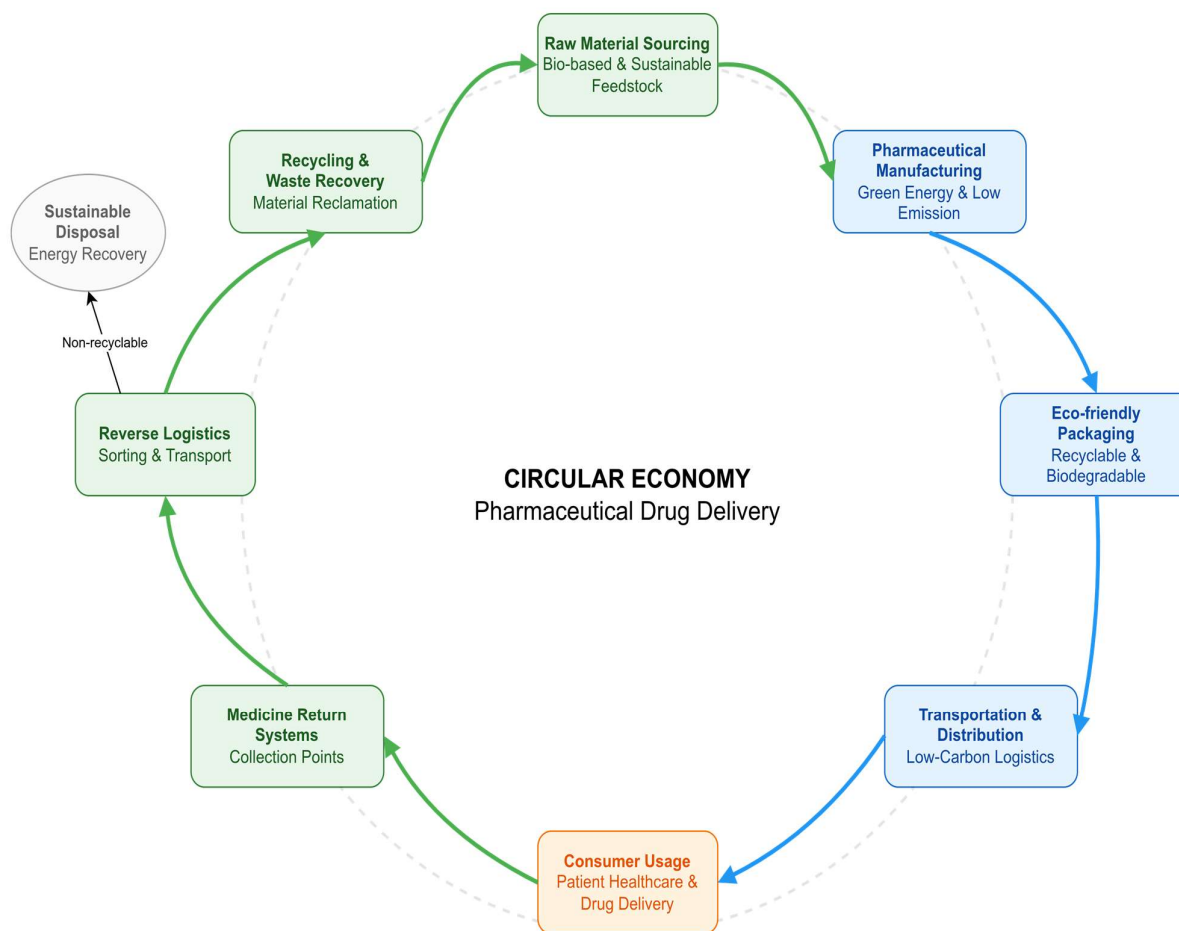 Raw Material Sourcing
Bio-based & Sustainable
Feedstock
Pharmaceutical
Manufacturing
Green Energy & Low
Emission
Eco-friendly
Packaging
Recyclable &
Biodegradable
Transportation &
Distribution
Low-Carbon Logistics
Consumer Usage
Patient Healthcare &
Drug Delivery
Medicine Return
Systems
Collection Points
Reverse Logistics
Sorting & Transport
Non-recyclable
Sustainable
Disposal
Energy Recovery
Recycling &
Waste Recovery
Material Reclamation
CIRCULAR ECONOMY
Pharmaceutical Drug Delivery